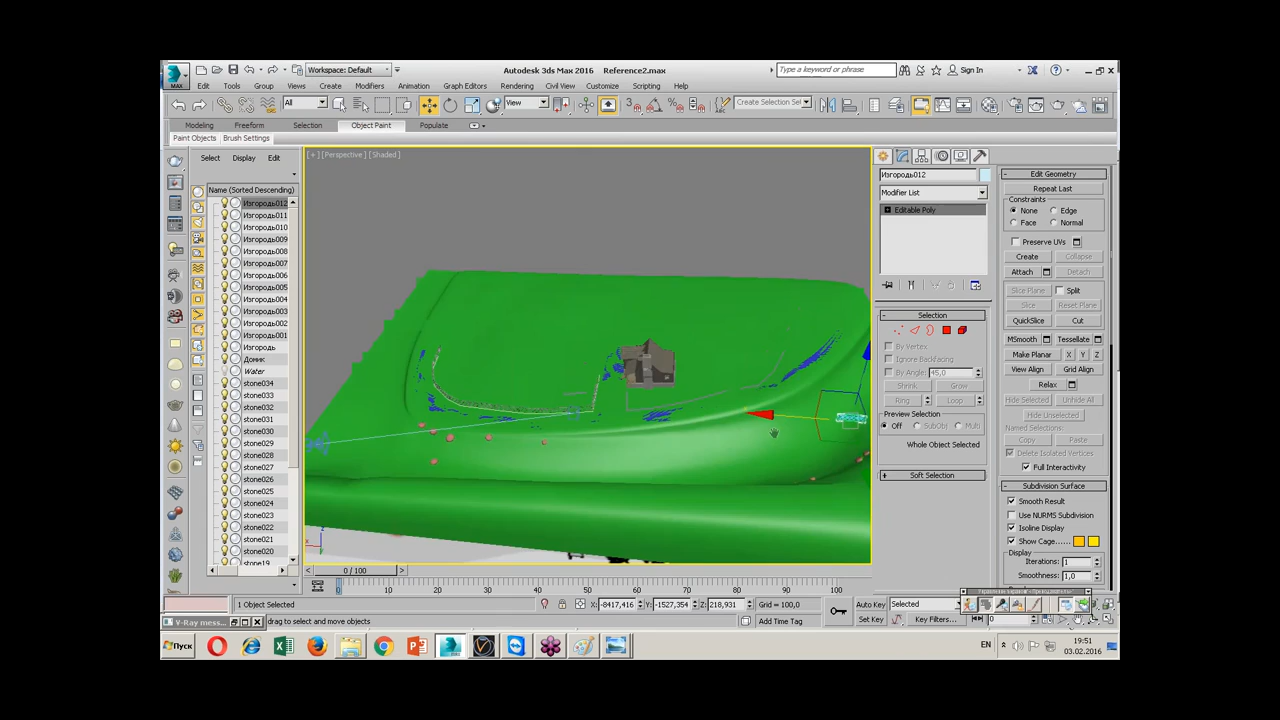 Workspace: Default
Autodesk 3ds Max 2016 Reference2.max
Type a keyword or phrase
Sign In
MAX
Edit Tools Group Views Create Modifiers Animation Graph Editors Rendering Civil View Customize Scripting Help
All
View
Create Selection Sel
Modeling Freeform Selection Object Paint Populate
Paint Objects Brush Settings
Select Display Edit
Name (Sorted Descending)
Изгородь012
Изгородь011
Изгородь010
Изгородь009
Изгородь008
Изгородь007
Изгородь006
Изгородь005
Изгородь004
Изгородь003
Изгородь002
Изгородь001
Изгородь
Домик
Water
stone034
stone033
stone032
stone031
stone030
stone029
stone028
stone027
stone026
stone025
stone024
stone023
stone022
stone021
stone020
stone19
[+] [Perspective] [Shaded]
Изгородь012
Modifier List
Editable Poly
Selection
By Vertex
Ignore Backfacing
By Angle: 45,0
Shrink Grow
Ring Loop
Preview Selection
Off SubObj Multi
Whole Object Selected
Soft Selection
Edit Geometry
Repeat Last
Constraints
None Edge
Face Normal
Preserve UVs
Create Collapse
Attach Detach
Slice Plane Split
Slice Reset Plane
QuickSlice Cut
MSmooth Tessellate
Make Planar X Y Z
View Align Grid Align
Relax
Hide Selected Unhide All
Hide Unselected
Named Selections:
Copy Paste
Delete Isolated Vertices
Full Interactivity
Subdivision Surface
Smooth Result
Use NURMS Subdivision
Isoline Display
Show Cage......
Display
Iterations: 1
Smoothness: 1,0
0 / 100
0 10 20 30 40 50 60 70 80 90 100
1 Object Selected
X: -8417,416 Y: -1527,354 Z: 218,931 Grid = 100,0
Auto Key Selected
V-Ray mess...
drag to select and move objects
Add Time Tag
Set Key Key Filters... 0
Пуск
EN
19:51
03.02.2016